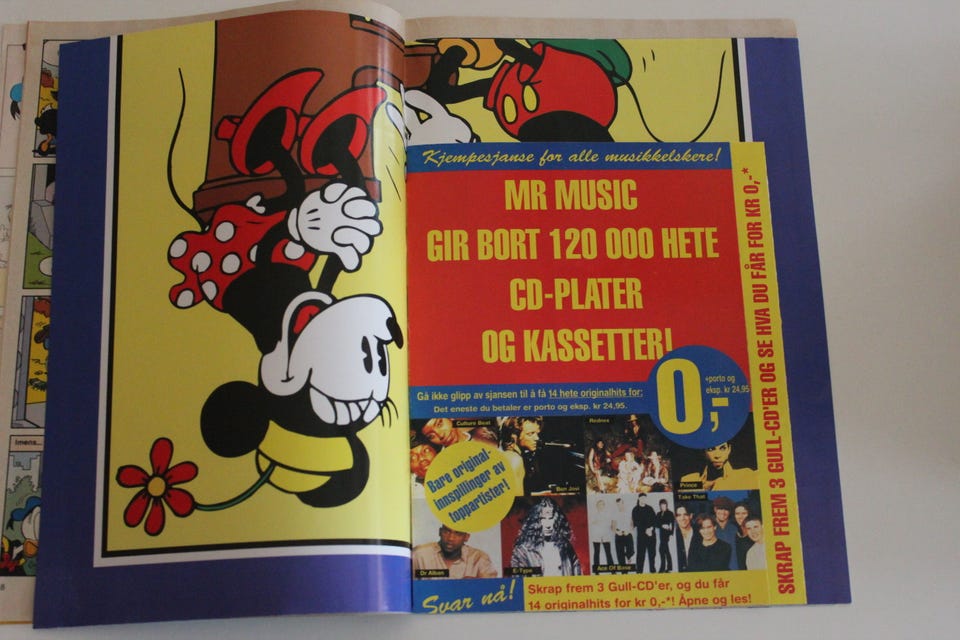 Imens...
Kjempesjanse for alle musikkelskere!
MR MUSIC
GIR BORT 120 000 HETE
CD-PLATER
OG KASSETTER!
0,-
+porto og
eksp. kr 24,95
Gå ikke glipp av sjansen til å få 14 hete originalhits for:
Det eneste du betaler er porto og eksp. kr 24,95.
Culture Beat
Bon Jovi
Rednex
Prince
Bare original-
innspillinger av
toppartister!
Dr Alban
E-Type
Ace Of Base
Take That
Svar nå!
Skrap frem 3 Gull-CD'er, og du får
14 originalhits for kr 0,-*! Åpne og les!
SKRAP FREM 3 GULL-CD'ER OG SE HVA DU FÅR FOR KR 0,-*
8